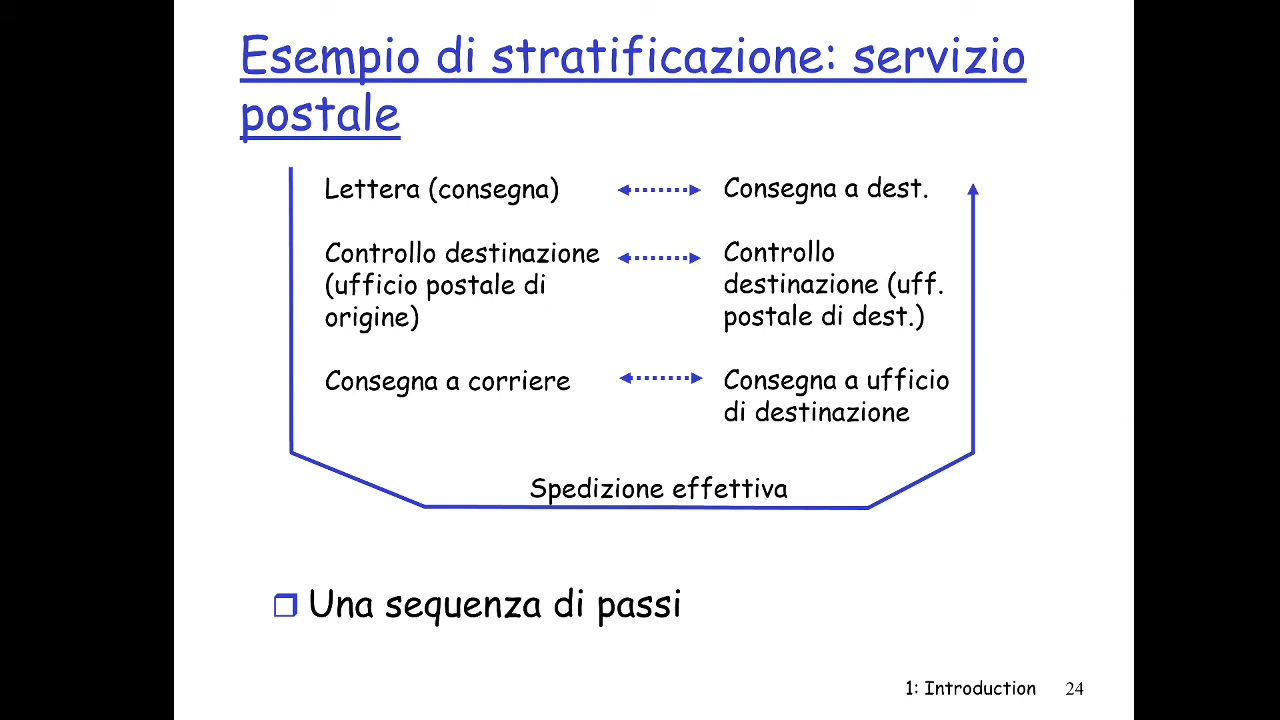 Esempio di stratificazione: servizio
postale
Lettera (consegna)
Consegna a dest.
Controllo destinazione
(ufficio postale di
origine)
Controllo
destinazione (uff.
postale di dest.)
Consegna a corriere
Consegna a ufficio
di destinazione
Spedizione effettiva
Una sequenza di passi
1: Introduction 24